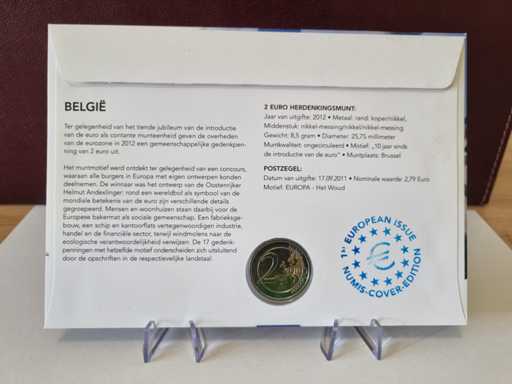 BELGIË
Ter gelegenheid van het tiende jubileum van de introductie
van de euro als contante munteenheid geven de overheden
van de eurozone in 2012 een gemeenschappelijke gedenkpen-
ning van 2 euro uit.
Het muntmotief werd ontdekt ter gelegenheid van een concours,
waaraan alle burgers in Europa met eigen ontwerpen konden
deelnemen. De winnaar was het ontwerp van de Oostenrijker
Helmut Andexlinger: rond een wereldbol als symbool van de
mondiale betekenis van de euro zijn verschillende details
gegroepeerd. Mensen en woonhuizen staan daarbij voor de
Europese bakermat als sociale gemeenschap. Een fabrieksge-
bouw, een schip en kantoorflats vertegenwoordigen industrie,
handel en de financiële sector, terwijl windmolens naar de
ecologische verantwoordelijkheid verwijzen. De 17 gedenk-
penningen met hetzelfde motief onderscheiden zich uitsluitend
door de opschriften in de respectievelijke landstaal.
2 EURO HERDENKINGSMUNT:
Jaar van uitgifte: 2012 • Metaal: rand: koper/nikkel,
Middenstuk: nikkel-messing/nikkel/nikkel-messing
Gewicht: 8,5 gram • Diameter: 25,75 millimeter
Muntkwaliteit: ongecirculeerd • Motief: „10 jaar sinds
de introductie van de euro" • Muntplaats: Brussel
POSTZEGEL:
Datum van uitgifte: 17.09.2011 • Nominale waarde: 2,79 Euro
Motief: EUROPA - Het Woud
2
1st EUROPEAN ISSUE
€
NUMIS-COVER-EDITION